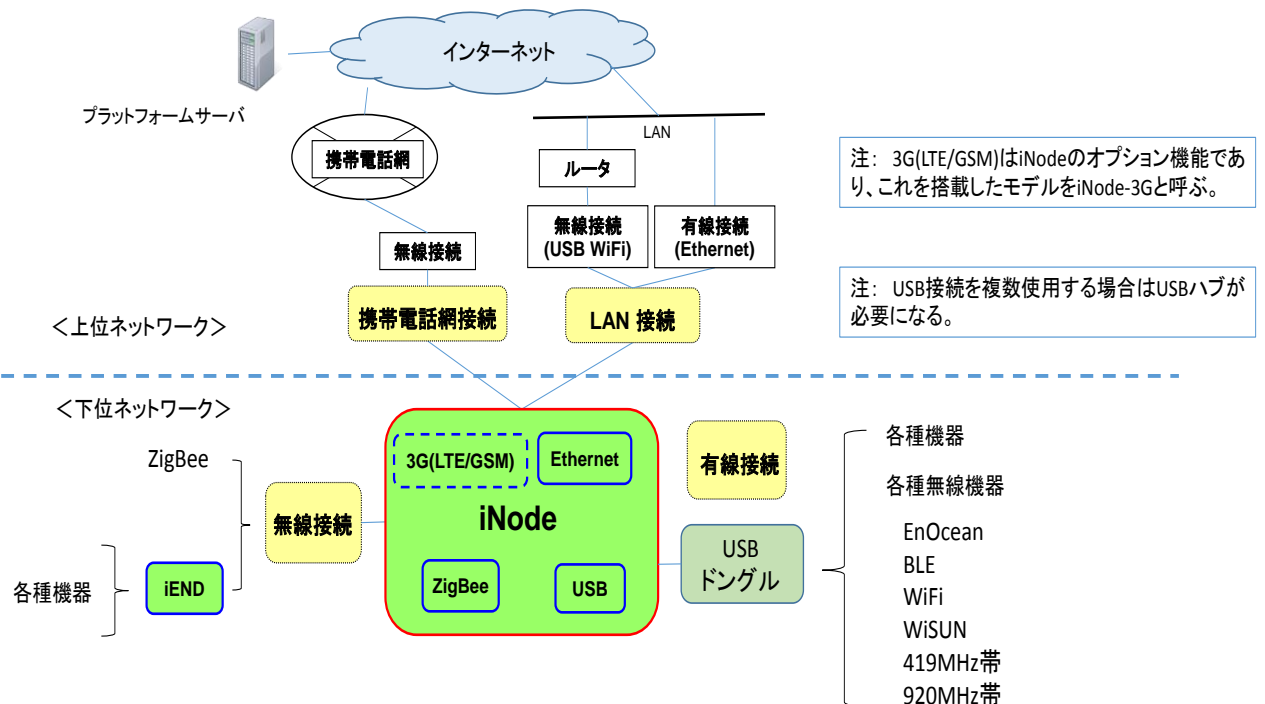 インターネット
プラットフォームサーバ
LAN
携帯電話網
ルータ
注： 3G(LTE/GSM)はiNodeのオプション機能であ
り、これを搭載したモデルをiNode-3Gと呼ぶ。
無線接続
(USB WiFi)
有線接続
(Ethernet)
無線接続
注： USB接続を複数使用する場合はUSBハブが
必要になる。
携帯電話網接続
LAN 接続
＜上位ネットワーク＞
＜下位ネットワーク＞
ZigBee
無線接続
各種機器
iEND
3G(LTE/GSM)
Ethernet
iNode
ZigBee
USB
有線接続
USB
ドングル
各種機器
各種無線機器
EnOcean
BLE
WiFi
WiSUN
419MHz帯
920MHz帯